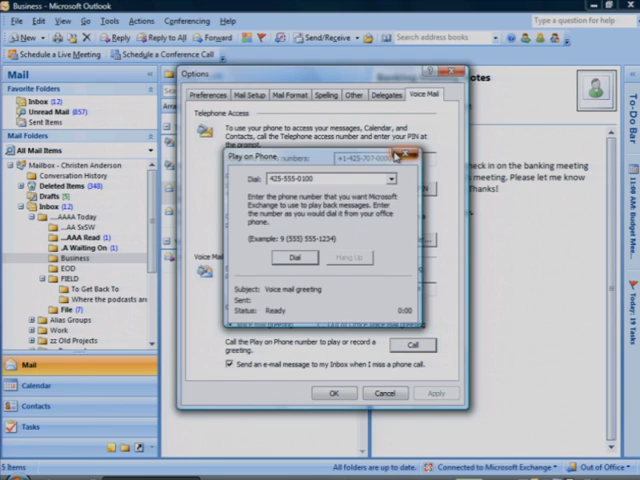 Business - Microsoft Outlook
File Edit View Go Tools Actions Conferencing Help
Type a question for help
New Reply Reply to All Forward Send/Receive Search address books
Schedule a Live Meeting Schedule a Conference Call
Mail
Favorite Folders
Inbox (12)
Unread Mail (857)
Sent Items
Mail Folders
All Mail Items
Mailbox - Christen Anderson
Conversation History
Deleted Items (348)
Drafts (5)
Inbox (12)
....AAAA Today
...AA SxSW
...AAA Read (1)
.A Waiting On (2)
Business
EOD
FIELD
To Get Back To
Where the podcasts ar
File (7)
Alias Groups
Work
zz Old Projects
Mail
Calendar
Contacts
Tasks
Options
Preferences Mail Setup Mail Format Spelling Other Delegates Voice Mail
Telephone Access
To use your phone to access your messages, Calendar, and
Contacts, call the Telephone access number and enter your PIN at
the prompt.
Play on Phone
numbers:
Dial: 425-555-0100
Enter the phone number that you want Microsoft
Exchange to use to play back messages. Enter
the number as you would dial it from your office
phone.
(Example: 9 (555) 555-1234)
Dial Hang Up
Subject: Voice mail greeting
Sent:
Status: Ready 0:00
Voice Mail
Call the Play on Phone number to play or record a
greeting.
Call
Send an e-mail message to my Inbox when I miss a phone call.
OK Cancel Apply
otes
eck in on the banking meeting
s meeting. Please let me know
Thanks!
To-Do Bar
11:00 AM: Budget Mee...
Today: 19 Tasks
5 Items All folders are up to date. Connected to Microsoft Exchange Out of Office